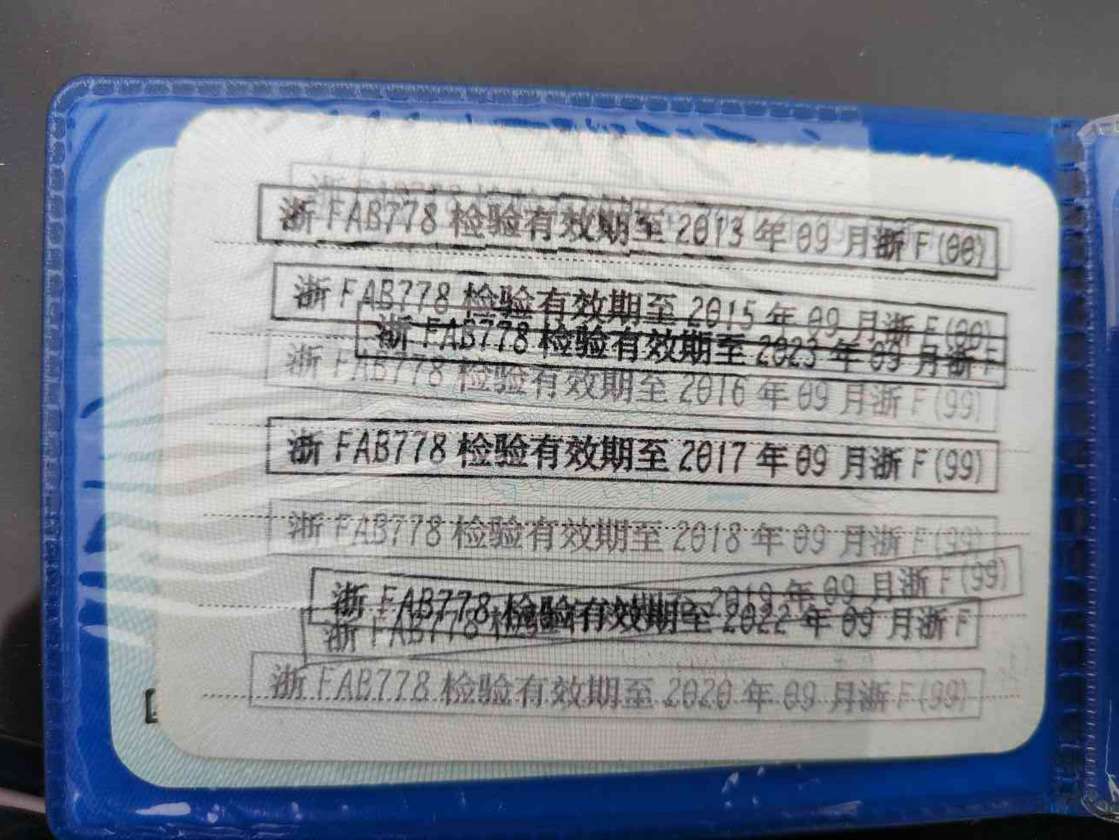 浙 FAB778 检验有效期至 2013 年 09 月浙 F(00)
浙 FAB778 检验有效期至 2015 年 09 月浙 F(00)
浙 FAB778 检验有效期至 2023 年 09 月浙 F
浙 FAB778 检验有效期至 2016 年 09 月浙 F(99)
浙 FAB778 检验有效期至 2017 年 09 月浙 F(99)
浙 FAB778 检验有效期至 2018 年 09 月浙 F(99)
浙 FAB778 检验有效期至 2019 年 09 月浙 F(99)
浙 FAB778 检验有效期至 2022 年 09 月浙 F
浙 FAB778 检验有效期至 2020 年 09 月浙 F(99)